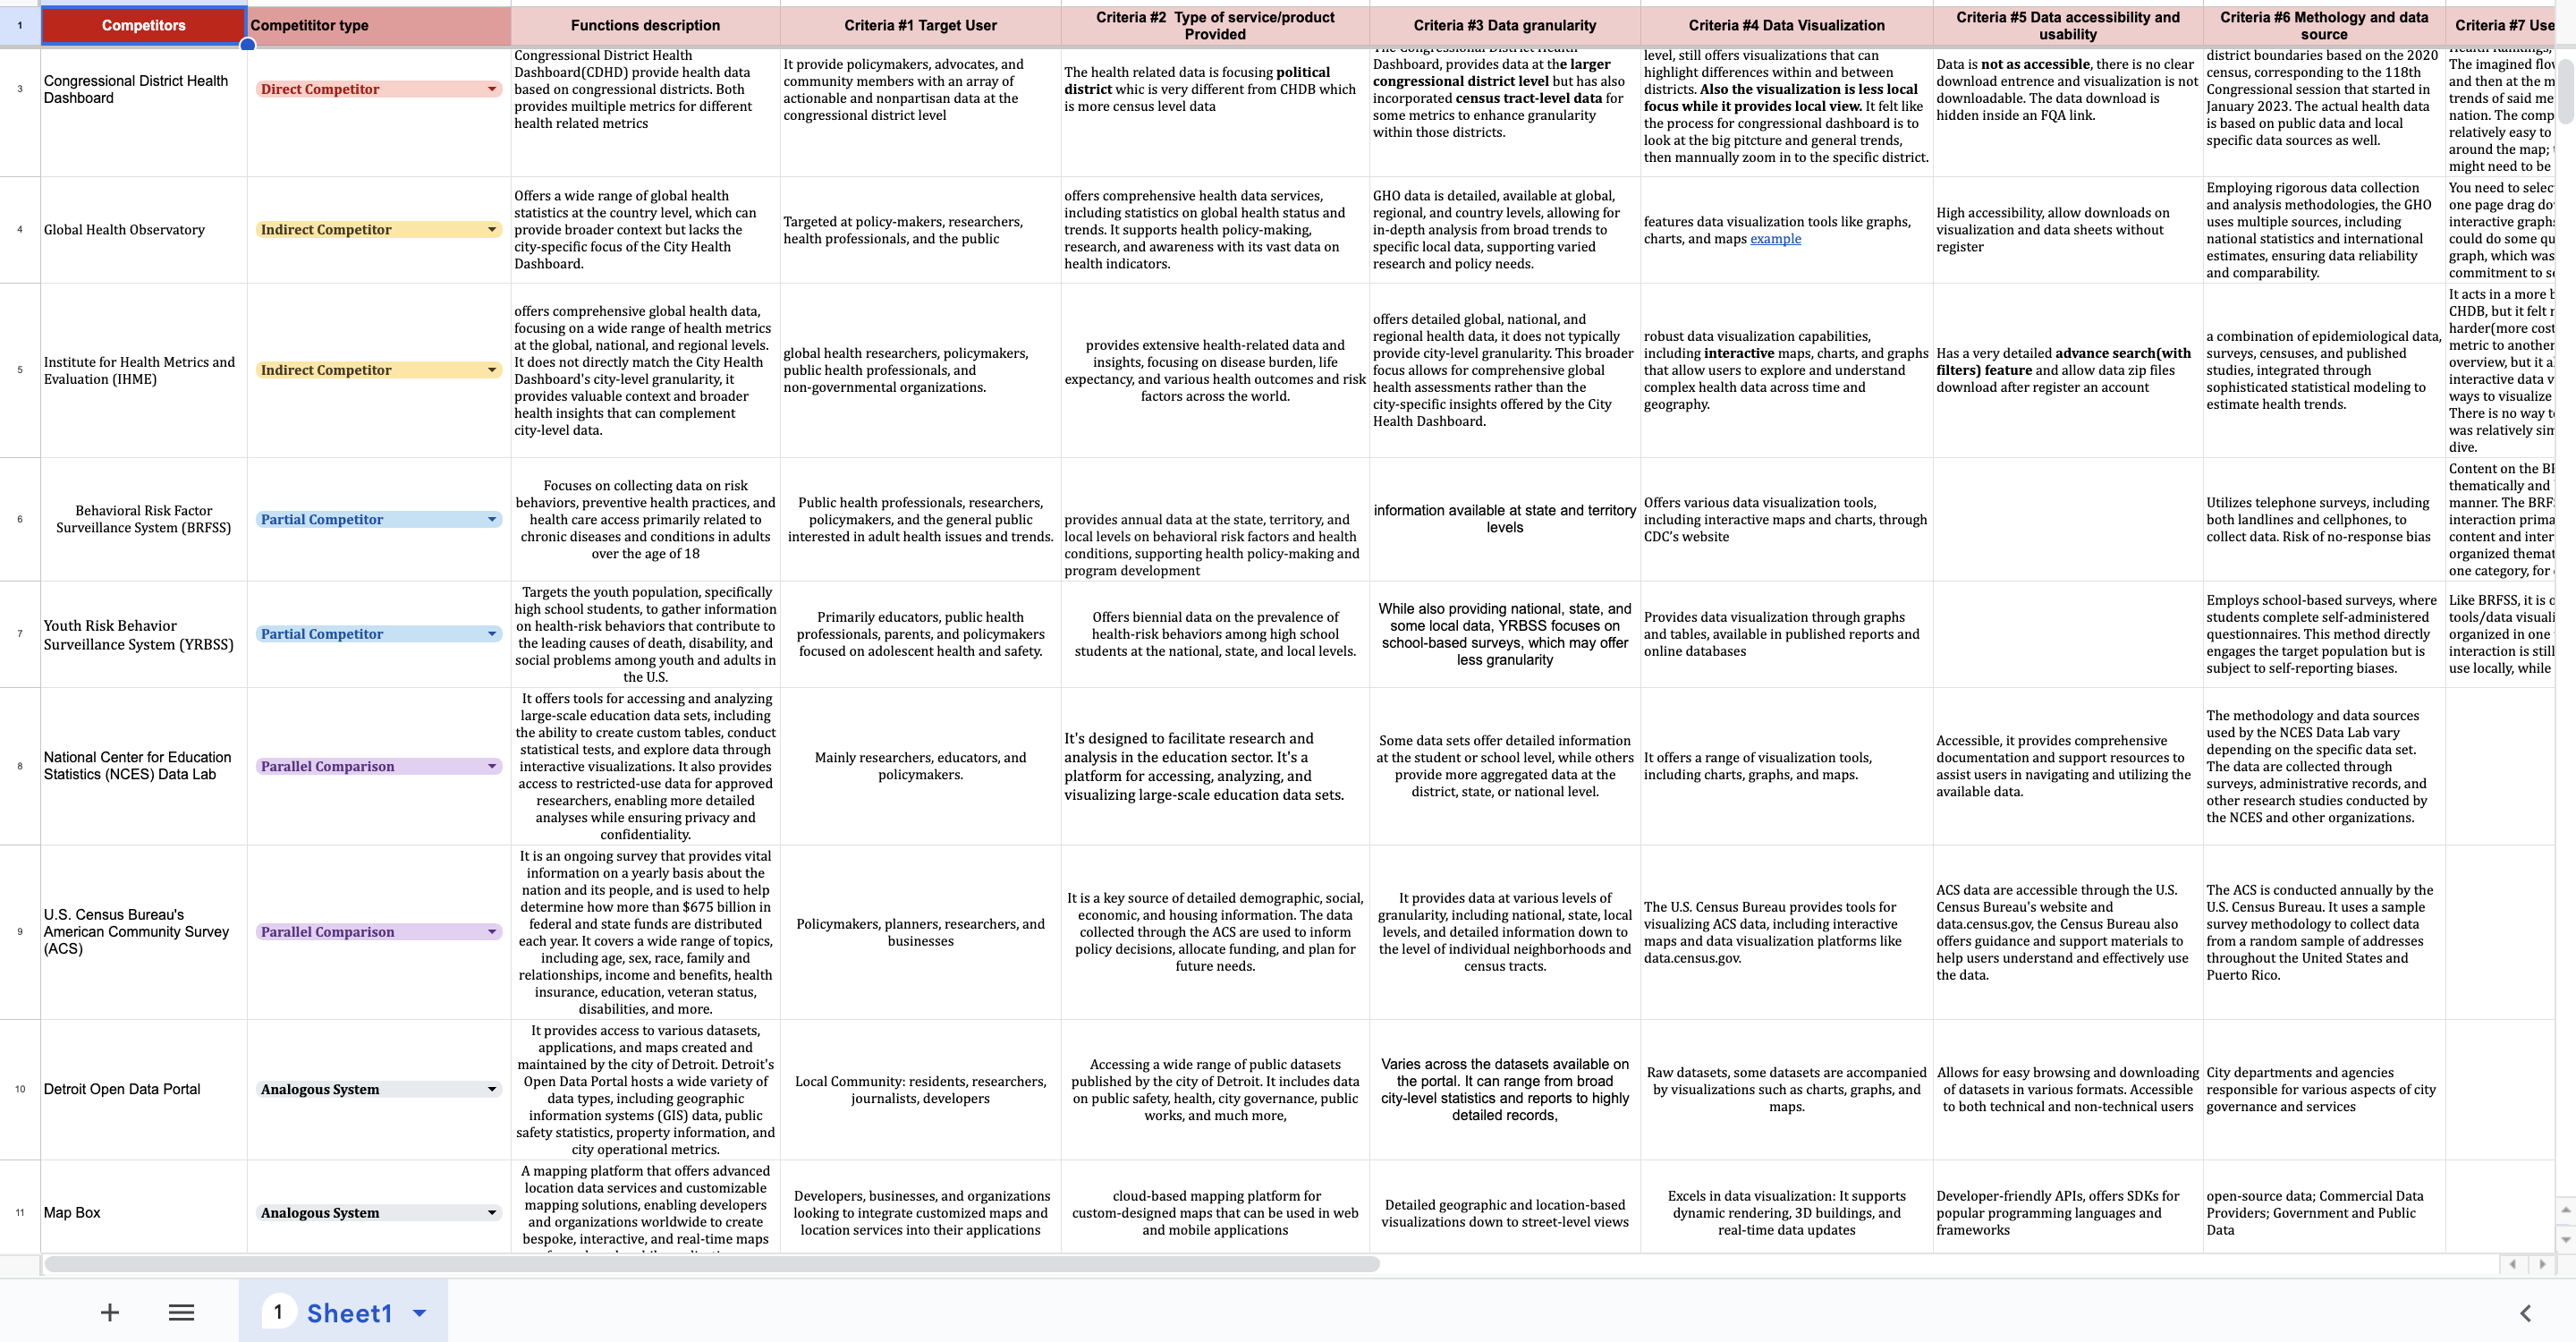 1
Competitors
Competititor type
Functions description
Criteria #1 Target User
Criteria #2  Type of service/product
Provided
Criteria #3 Data granularity
Criteria #4 Data Visualization
Criteria #5 Data accessibility and
usability
Criteria #6 Methology and data
source
Criteria #7 Use
3
Congressional District Health
Dashboard
Direct Competitor
Congressional District Health
Dashboard(CDHD) provide health data
based on congressional districts. Both
provides muiltiple metrics for different
health related metrics
It provide policymakers, advocates, and
community members with an array of
actionable and nonpartisan data at the
congressional district level
The health related data is focusing political
district whic is very different from CHDB which
is more census level data
The Congressional District Health
Dashboard, provides data at the larger
congressional district level but has also
incorporated census tract-level data for
some metrics to enhance granularity
within those districts.
level, still offers visualizations that can
highlight differences within and between
districts. Also the visualization is less local
focus while it provides local view. It felt like
the process for congressional dashboard is to
look at the big pitcture and general trends,
then mannually zoom in to the specific district.
Data is not as accessible, there is no clear
download entrence and visualization is not
downloadable. The data download is
hidden inside an FQA link.
district boundaries based on the 2020
census, corresponding to the 118th
Congressional session that started in
January 2023. The actual health data
is based on public data and local
specific data sources as well.
Health Rankings,
The imagined flo
and then at the m
trends of said me
nation. The comp
relatively easy to
around the map;
might need to be
4
Global Health Observatory
Indirect Competitor
Offers a wide range of global health
statistics at the country level, which can
provide broader context but lacks the
city-specific focus of the City Health
Dashboard.
Targeted at policy-makers, researchers,
health professionals, and the public
offers comprehensive health data services,
including statistics on global health status and
trends. It supports health policy-making,
research, and awareness with its vast data on
health indicators.
GHO data is detailed, available at global,
regional, and country levels, allowing for
in-depth analysis from broad trends to
specific local data, supporting varied
research and policy needs.
features data visualization tools like graphs,
charts, and maps example
High accessibility, allow downloads on
visualization and data sheets without
register
Employing rigorous data collection
and analysis methodologies, the GHO
uses multiple sources, including
national statistics and international
estimates, ensuring data reliability
and comparability.
You need to selec
one page drag do
interactive graph
could do some qu
graph, which was
commitment to s
5
Institute for Health Metrics and
Evaluation (IHME)
Indirect Competitor
offers comprehensive global health data,
focusing on a wide range of health metrics
at the global, national, and regional levels.
It does not directly match the City Health
Dashboard's city-level granularity, it
provides valuable context and broader
health insights that can complement
city-level data.
global health researchers, policymakers,
public health professionals, and
non-governmental organizations.
provides extensive health-related data and
insights, focusing on disease burden, life
expectancy, and various health outcomes and risk
factors across the world.
offers detailed global, national, and
regional health data, it does not typically
provide city-level granularity. This broader
focus allows for comprehensive global
health assessments rather than the
city-specific insights offered by the City
Health Dashboard.
robust data visualization capabilities,
including interactive maps, charts, and graphs
that allow users to explore and understand
complex health data across time and
geography.
Has a very detailed advance search(with
filters) feature and allow data zip files
download after register an account
a combination of epidemiological data,
surveys, censuses, and published
studies, integrated through
sophisticated statistical modeling to
estimate health trends.
It acts in a more b
CHDB, but it felt
harder(more cost
metric to another
overview, but it a
interactive data v
ways to visualize
There is no way t
was relatively sim
dive.
6
Behavioral Risk Factor
Surveillance System (BRFSS)
Partial Competitor
Focuses on collecting data on risk
behaviors, preventive health practices, and
health care access primarily related to
chronic diseases and conditions in adults
over the age of 18
Public health professionals, researchers,
policymakers, and the general public
interested in adult health issues and trends.
provides annual data at the state, territory, and
local levels on behavioral risk factors and health
conditions, supporting health policy-making and
program development
information available at state and territory
levels
Offers various data visualization tools,
including interactive maps and charts, through
CDC’s website
Utilizes telephone surveys, including
both landlines and cellphones, to
collect data. Risk of no-response bias
Content on the B
thematically and
manner. The BRF
interaction prima
content and inter
organized themat
one category, for
7
Youth Risk Behavior
Surveillance System (YRBSS)
Partial Competitor
Targets the youth population, specifically
high school students, to gather information
on health-risk behaviors that contribute to
the leading causes of death, disability, and
social problems among youth and adults in
the U.S.
Primarily educators, public health
professionals, parents, and policymakers
focused on adolescent health and safety.
Offers biennial data on the prevalence of
health-risk behaviors among high school
students at the national, state, and local levels.
While also providing national, state, and
some local data, YRBSS focuses on
school-based surveys, which may offer
less granularity
Provides data visualization through graphs
and tables, available in published reports and
online databases
Employs school-based surveys, where
students complete self-administered
questionnaires. This method directly
engages the target population but is
subject to self-reporting biases.
Like BRFSS, it is
tools/data visuali
organized in one
interaction is still
use locally, while
8
National Center for Education
Statistics (NCES) Data Lab
Parallel Comparison
It offers tools for accessing and analyzing
large-scale education data sets, including
the ability to create custom tables, conduct
statistical tests, and explore data through
interactive visualizations. It also provides
access to restricted-use data for approved
researchers, enabling more detailed
analyses while ensuring privacy and
confidentiality.
Mainly researchers, educators, and
policymakers.
It's designed to facilitate research and
analysis in the education sector. It's a
platform for accessing, analyzing, and
visualizing large-scale education data sets.
Some data sets offer detailed information
at the student or school level, while others
provide more aggregated data at the
district, state, or national level.
It offers a range of visualization tools,
including charts, graphs, and maps.
Accessible, it provides comprehensive
documentation and support resources to
assist users in navigating and utilizing the
available data.
The methodology and data sources
used by the NCES Data Lab vary
depending on the specific data set.
The data are collected through
surveys, administrative records, and
other research studies conducted by
the NCES and other organizations.
9
U.S. Census Bureau's
American Community Survey
(ACS)
Parallel Comparison
It is an ongoing survey that provides vital
information on a yearly basis about the
nation and its people, and is used to help
determine how more than $675 billion in
federal and state funds are distributed
each year. It covers a wide range of topics,
including age, sex, race, family and
relationships, income and benefits, health
insurance, education, veteran status,
disabilities, and more.
Policymakers, planners, researchers, and
businesses
It is a key source of detailed demographic, social,
economic, and housing information. The data
collected through the ACS are used to inform
policy decisions, allocate funding, and plan for
future needs.
It provides data at various levels of
granularity, including national, state, local
levels, and detailed information down to
the level of individual neighborhoods and
census tracts.
The U.S. Census Bureau provides tools for
visualizing ACS data, including interactive
maps and data visualization platforms like
data.census.gov.
ACS data are accessible through the U.S.
Census Bureau's website and
data.census.gov, the Census Bureau also
offers guidance and support materials to
help users understand and effectively use
the data.
The ACS is conducted annually by the
U.S. Census Bureau. It uses a sample
survey methodology to collect data
from a random sample of addresses
throughout the United States and
Puerto Rico.
10
Detroit Open Data Portal
Analogous System
It provides access to various datasets,
applications, and maps created and
maintained by the city of Detroit. Detroit's
Open Data Portal hosts a wide variety of
data types, including geographic
information systems (GIS) data, public
safety statistics, property information, and
city operational metrics.
Local Community: residents, researchers,
journalists, developers
Accessing a wide range of public datasets
published by the city of Detroit. It includes data
on public safety, health, city governance, public
works, and much more,
Varies across the datasets available on
the portal. It can range from broad
city-level statistics and reports to highly
detailed records,
Raw datasets, some datasets are accompanied
by visualizations such as charts, graphs, and
maps.
Allows for easy browsing and downloading
of datasets in various formats. Accessible
to both technical and non-technical users
City departments and agencies
responsible for various aspects of city
governance and services
11
Map Box
Analogous System
A mapping platform that offers advanced
location data services and customizable
mapping solutions, enabling developers
and organizations worldwide to create
bespoke, interactive, and real-time maps
Developers, businesses, and organizations
looking to integrate customized maps and
location services into their applications
cloud-based mapping platform for
custom-designed maps that can be used in web
and mobile applications
Detailed geographic and location-based
visualizations down to street-level views
Excels in data visualization: It supports
dynamic rendering, 3D buildings, and
real-time data updates
Developer-friendly APIs, offers SDKs for
popular programming languages and
frameworks
open-source data; Commercial Data
Providers; Government and Public
Data
1
Sheet1